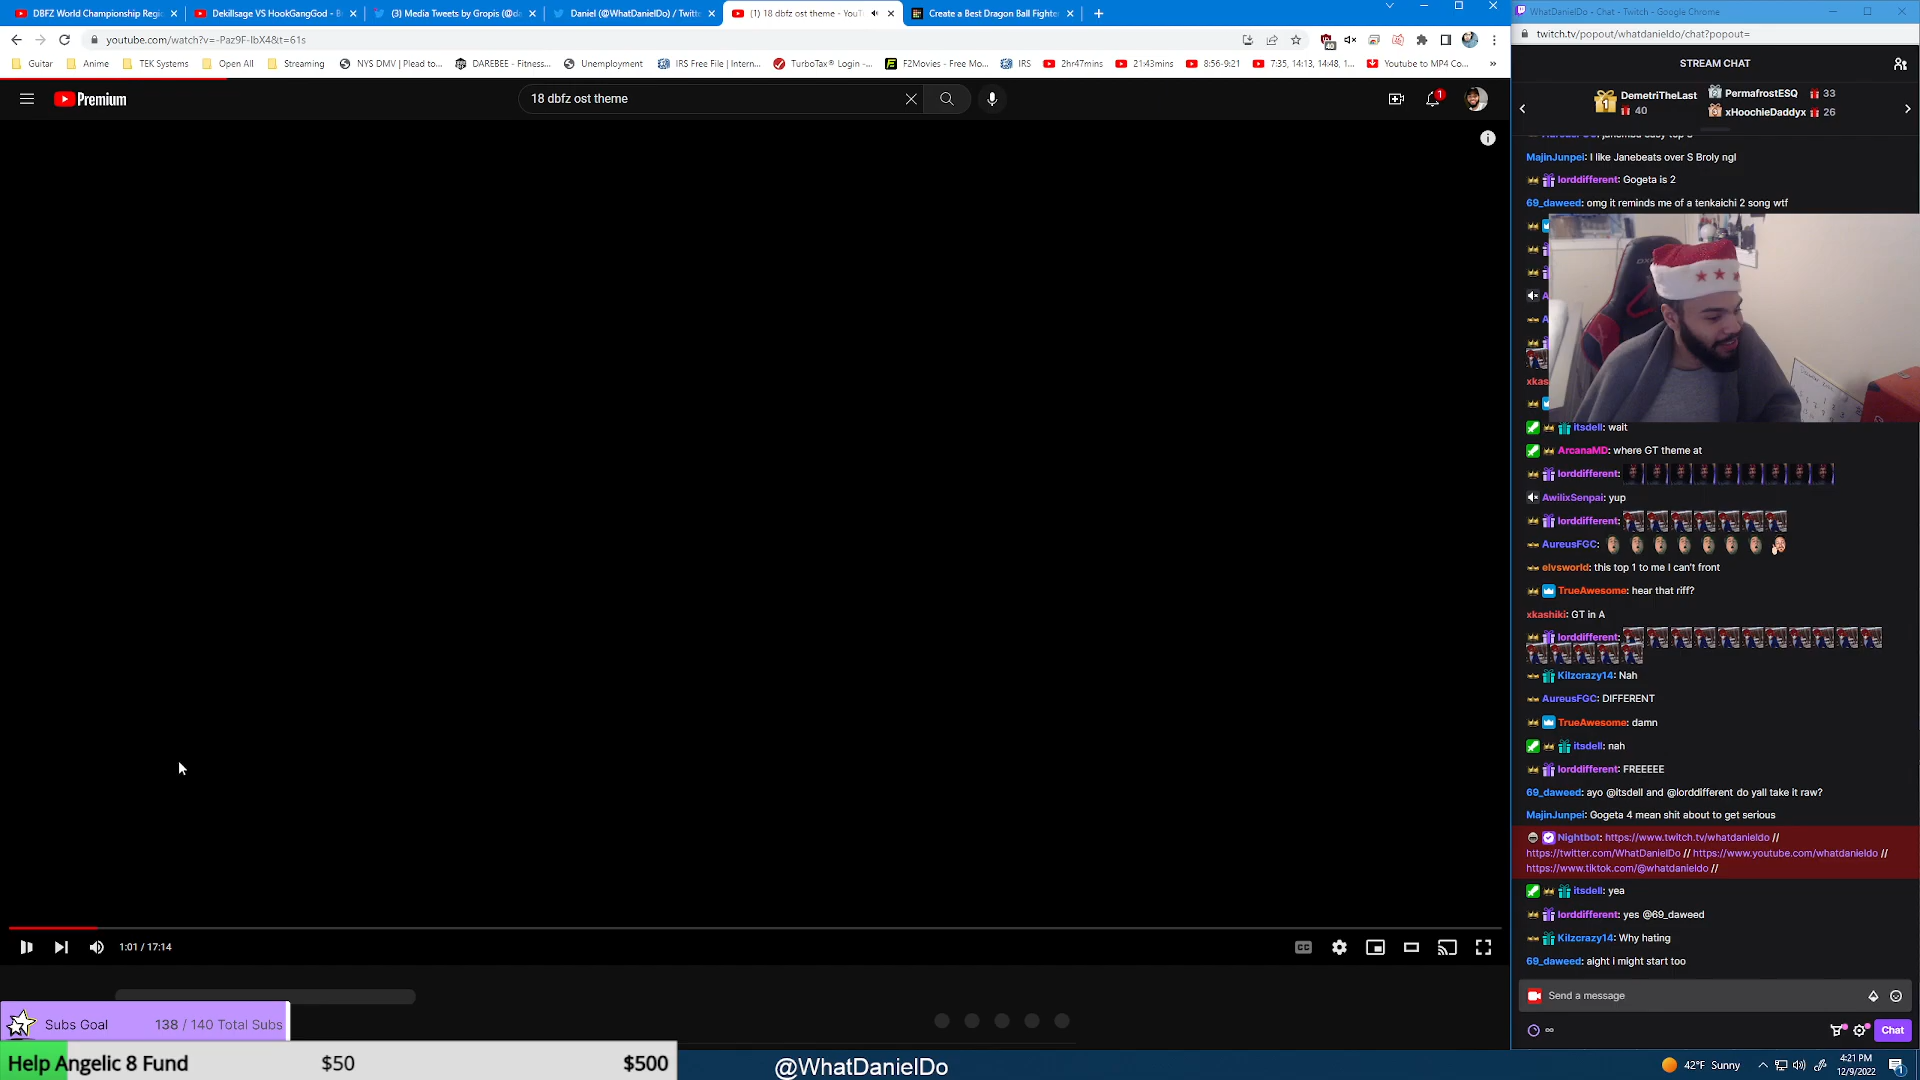 DBFZ World Championship Regi
Dekillsage VS HookGangGod - B
(3) Media Tweets by Gropis (@d
Daniel (@WhatDanielDo) / Twitt
(1) 18 dbfz ost theme - YouT
Create a Best Dragon Ball Fighte
WhatDanielDo - Chat - Twitch - Google Chrome
youtube.com/watch?v=-Paz9F-IbX4&t=61s
twitch.tv/popout/whatdanieldo/chat?popout=
40
Guitar
Anime
TEK Systems
Open All
Streaming
NYS DMV (Plead to...
DAREBEE - Fitness...
Unemployment
IRS Free File | Intern...
TurboTax® Login -...
F2Movies - Free Mo...
IRS
2hr47mins
21:43mins
8:56-9:21
7:35, 14:13, 14:48, 1...
Youtube to MP4 Co...
STREAM CHAT
Premium
18 dbfz ost theme
1
1
DemetriTheLast
40
PermafrostESQ 33
xHoochieDaddyx 26
MajinJunpei: I like Janebeats over S Broly ngl
lorddifferent: Gogeta is 2
69_daweed: omg it reminds me of a tenkaichi 2 song wtf
itsdell: wait
ArcanaMD: where GT theme at
lorddifferent:
AwilixSenpai: yup
lorddifferent:
AureusFGC:
elvsworld: this top 1 to me I can't front
TrueAwesome: hear that riff?
xkashiki: GT in A
lorddifferent:
Kilzcrazy14: Nah
AureusFGC: DIFFERENT
TrueAwesome: damn
itsdell: nah
lorddifferent: FREEEEE
69_daweed: ayo @itsdell and @lorddifferent do yall take it raw?
MajinJunpei: Gogeta 4 mean shit about to get serious
Nightbot: https://www.twitch.tv/whatdanieldo //
https://twitter.com/WhatDanielDo // https://www.youtube.com/whatdanieldo //
https://www.tiktok.com/@whatdanieldo //
itsdell: yea
lorddifferent: yes @69_daweed
Kilzcrazy14: Why hating
69_daweed: aight i might start too
1:01 / 17:14
CC
Send a message
Chat
Subs Goal 138 / 140 Total Subs
Help Angelic 8 Fund $50 $500
@WhatDanielDo
42°F Sunny
4:21 PM
12/9/2022
1